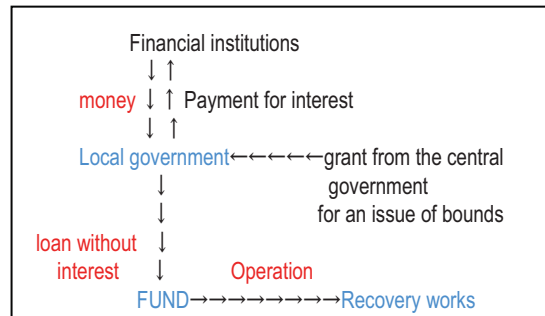 Financial institutions
↓ ↑
money ↓ ↑ Payment for interest
↓ ↑
Local government←←←←←grant from the central
↓ government
↓ for an issue of bounds
loan without ↓
interest ↓ Operation
FUND→→→→→→→→Recovery works